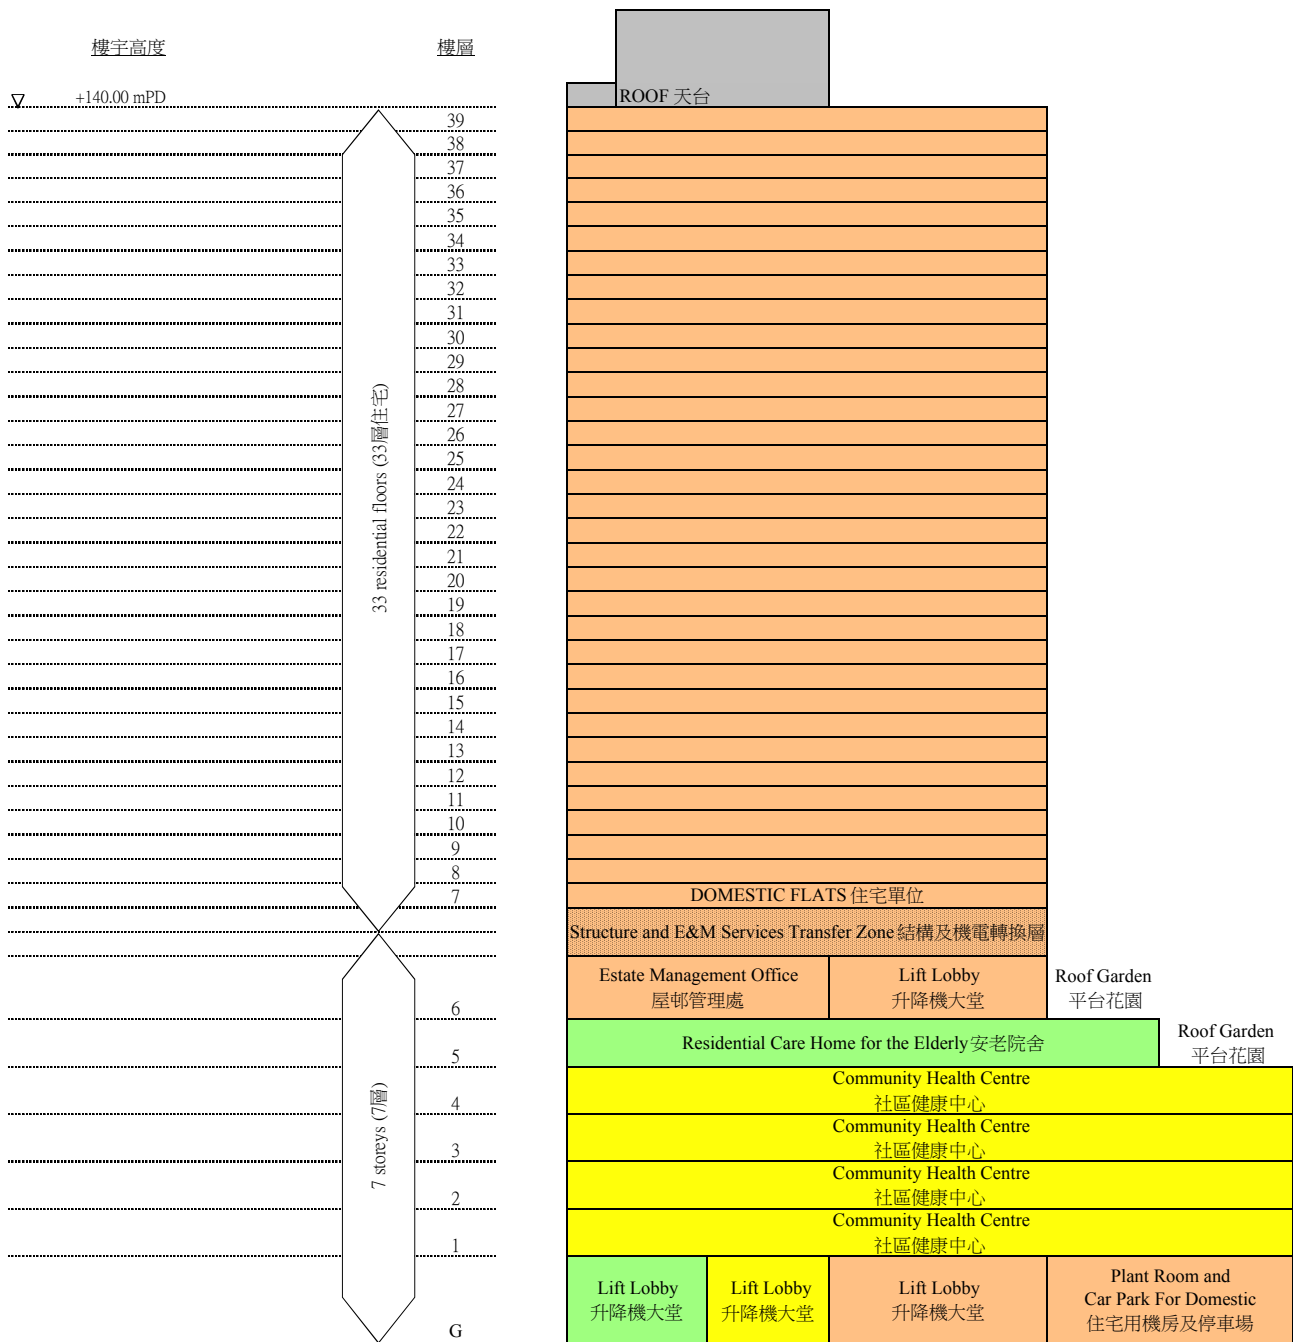 樓宇高度
樓層
+140.00 mPD
ROOF 天台
39
38
37
36
35
34
33
32
31
30
29
28
27
26
25
24
23
22
21
20
19
18
17
16
15
14
13
12
11
10
9
8
7
33 residential floors (33層住宅)
DOMESTIC FLATS 住宅單位
Structure and E&M Services Transfer Zone 結構及機電轉換層
Estate Management Office
屋邨管理處
Lift Lobby
升降機大堂
Roof Garden
平台花園
6
Residential Care Home for the Elderly 安老院舍
Roof Garden
平台花園
5
Community Health Centre
社區健康中心
4
Community Health Centre
社區健康中心
3
Community Health Centre
社區健康中心
2
Community Health Centre
社區健康中心
1
7 storeys (7層)
Lift Lobby
升降機大堂
Lift Lobby
升降機大堂
Lift Lobby
升降機大堂
Plant Room and
Car Park For Domestic
住宅用機房及停車場
G